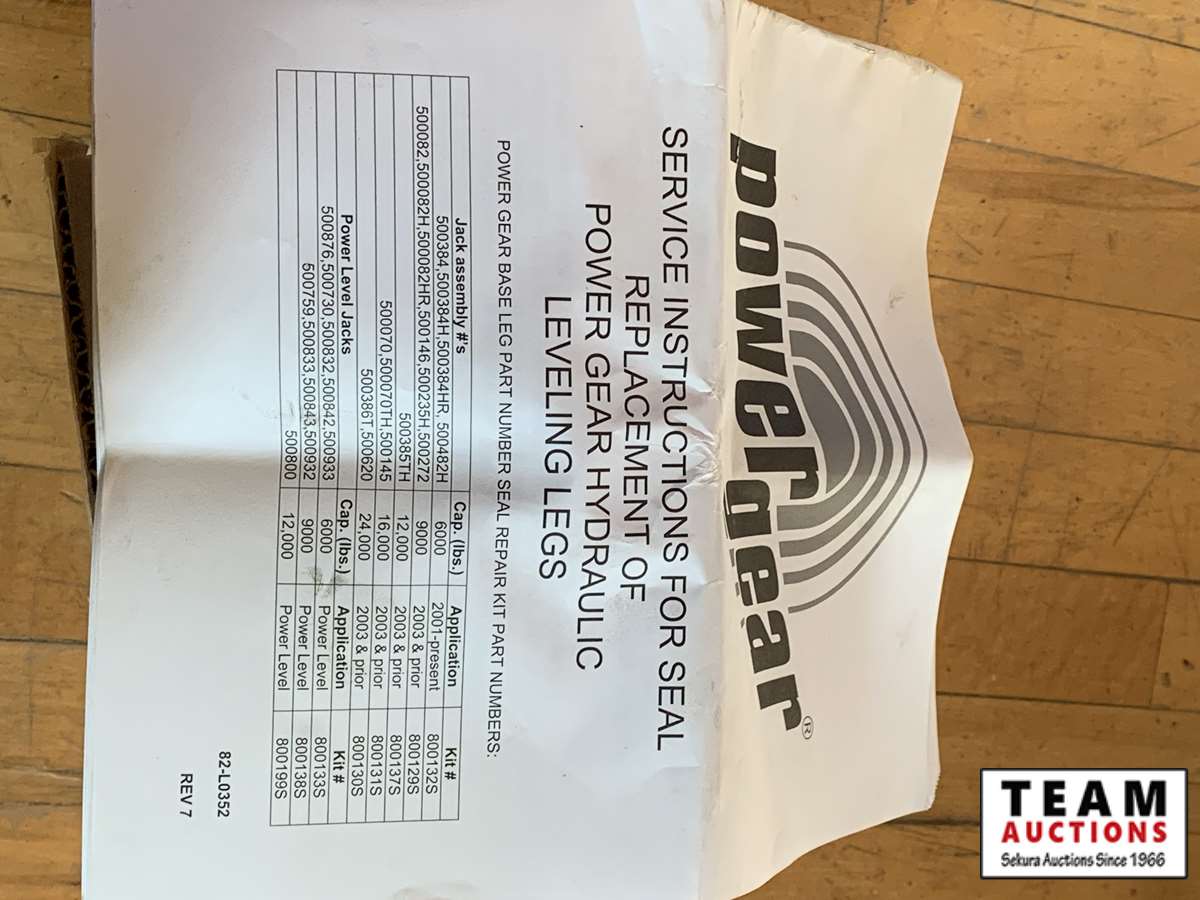 power gear®
SERVICE INSTRUCTIONS FOR SEAL
REPLACEMENT OF
POWER GEAR HYDRAULIC
LEVELING LEGS
POWER GEAR BASE LEG PART NUMBER SEAL REPAIR KIT PART NUMBERS:
Jack assembly #'s Cap. (lbs.) Application Kit #
500384,500384H,500384HR, 500482H 6000 2001-present 800132S
500082,500082H,500082HR,500146,500235H,500272 9000 2003 & prior 800129S
500385TH 12,000 2003 & prior 800137S
500070,500070TH,500145 16,000 2003 & prior 800131S
500386T,500620 24,000 2003 & prior 800130S
Power Level Jacks Cap. (lbs.) Application Kit #
500876,500730,500832,500842,500933 6000 Power Level 800133S
500759,500833,500843,500932 9000 Power Level 800138S
500800 12,000 Power Level 800199S
82-L0352
REV 7
TEAM
AUCTIONS
Sekura Auctions Since 1966